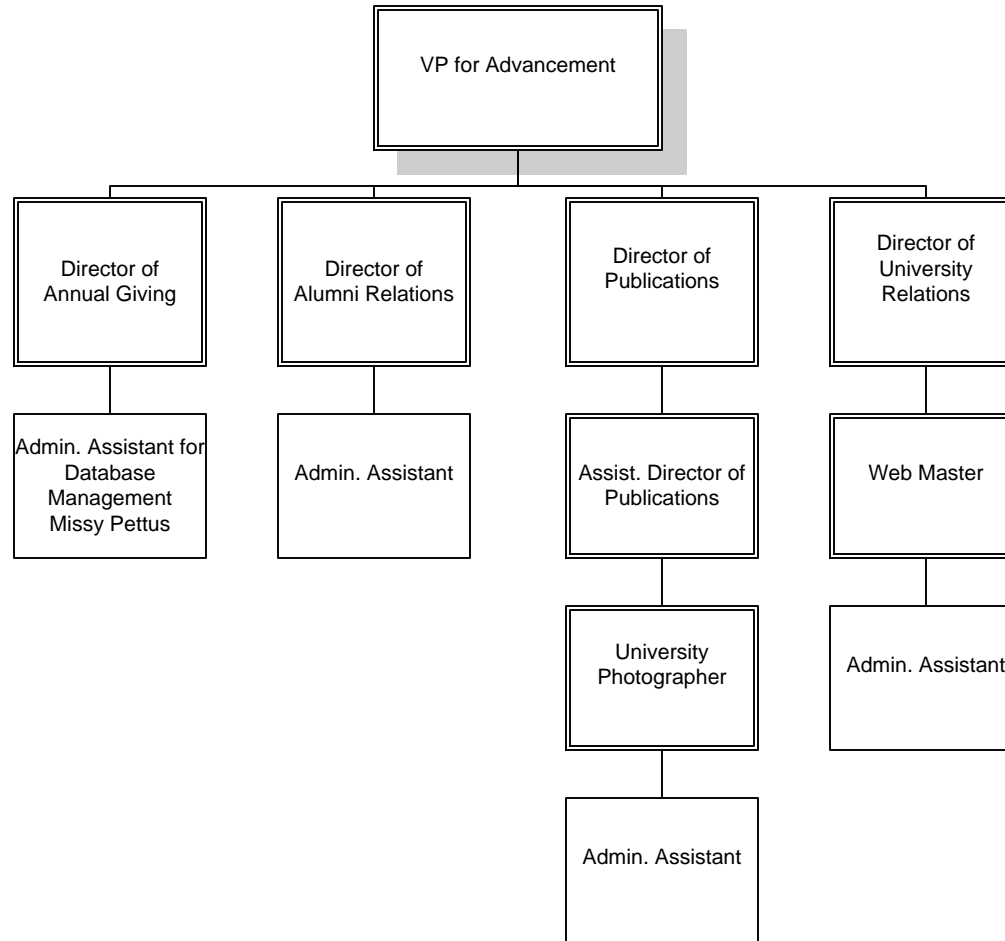 VP for Advancement
Director of
Annual Giving
Director of
Alumni Relations
Director of
Publications
Director of
University
Relations
Admin. Assistant for
Database
Management
Missy Pettus
Admin. Assistant
Assist. Director of
Publications
Web Master
University
Photographer
Admin. Assistant
Admin. Assistant